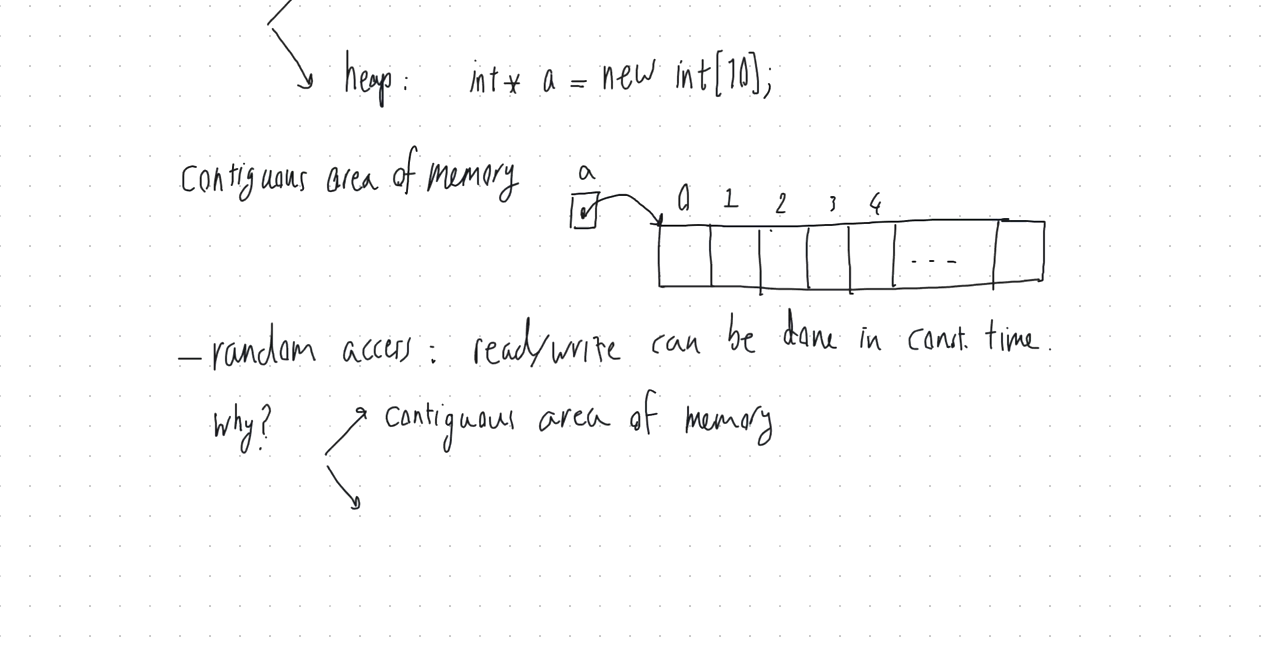 heap: int* a = new int[10];
contiguous area of memory
a
0 1 2 3 4
...
- random access: read/write can be done in const. time.
why? contiguous area of memory